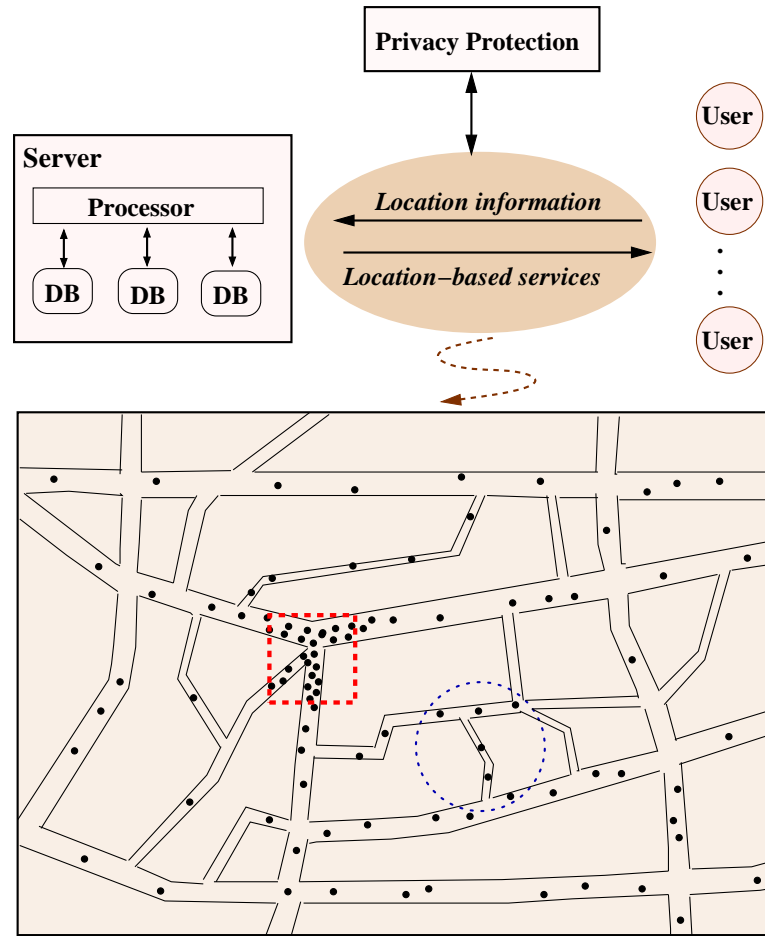 Privacy Protection
User
Server
Processor
DB
DB
DB
Location information
Location−based services
User
User